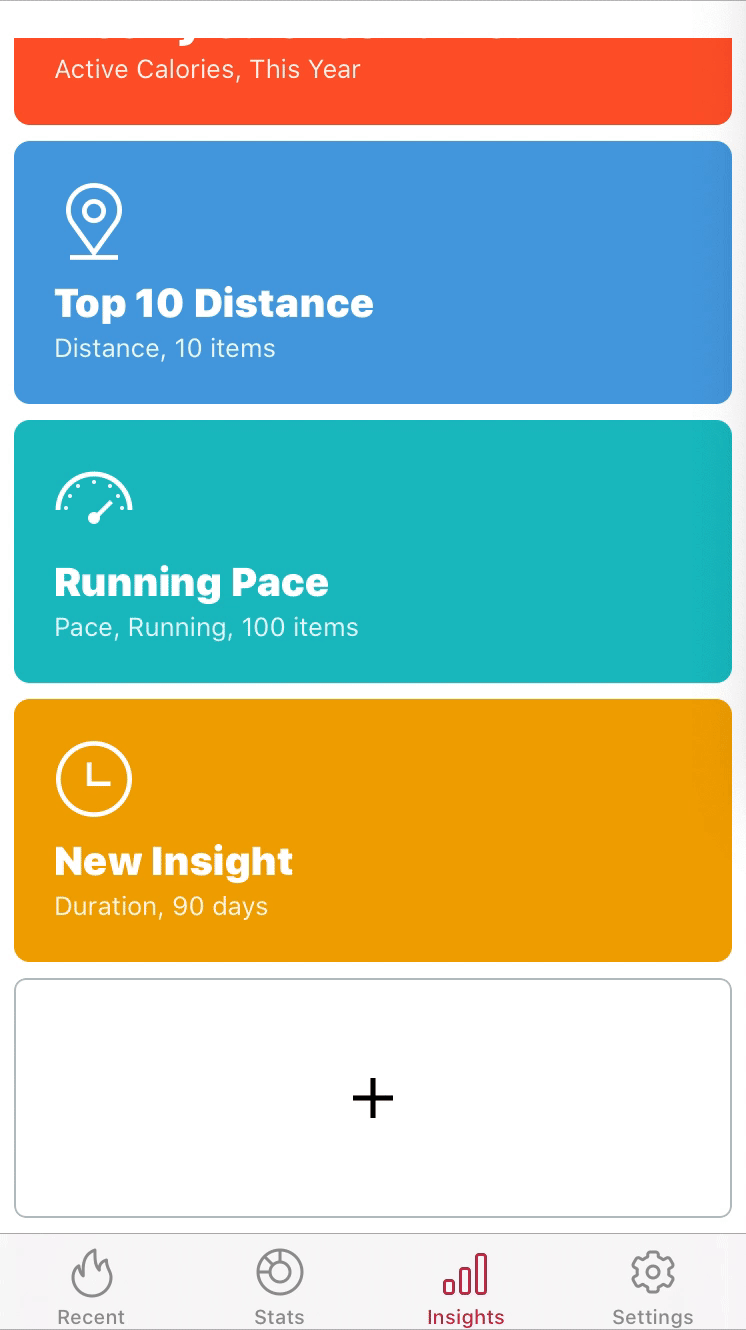 Active Calories, This Year
Top 10 Distance
Distance, 10 items
Running Pace
Pace, Running, 100 items
New Insight
Duration, 90 days
Recent
Stats
Insights
Settings